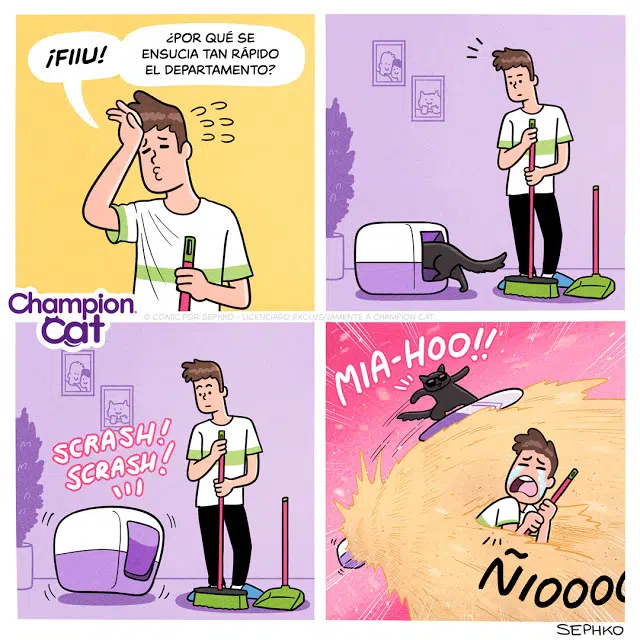 ¡FIIU!
¿POR QUÉ SE
ENSUCIA TAN RÁPIDO
EL DEPARTAMENTO?
Champion
Cat
© COMIC POR SEPHKO - LICENCIADO EXCLUSIVAMENTE A CHAMPION CAT
SCRASH!
SCRASH!
MIA-HOO!!
ÑIOOOO
SEPHKO